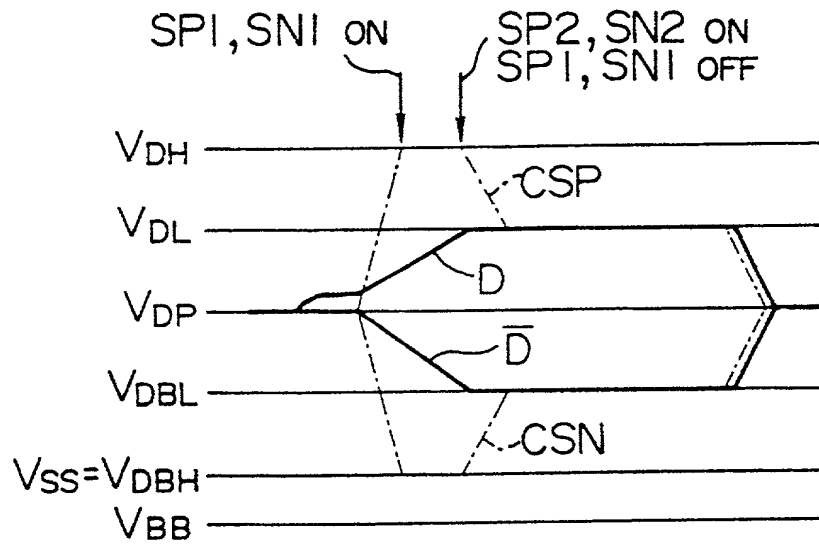 SP1, SN1 ON
SP2, SN2 ON
SP1, SN1 OFF
VDH
CSP
VDL
D
VDP
D̅
VDBL
CSN
VSS=VDBH
VBB